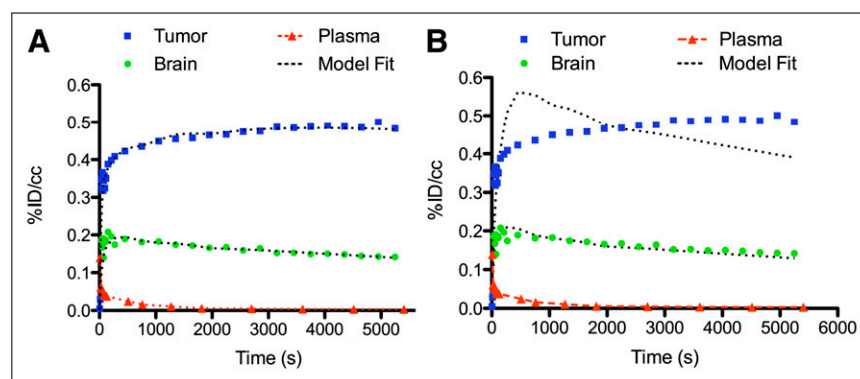 A
Tumor
Plasma
Brain
Model Fit
0.6
0.5
0.4
0.3
0.2
0.1
0.0
%ID/cc
0 1000 2000 3000 4000 5000
Time (s)
B
Tumor
Plasma
Brain
Model Fit
0.6
0.5
0.4
0.3
0.2
0.1
0.0
%ID/cc
0 1000 2000 3000 4000 5000 6000
Time (s)